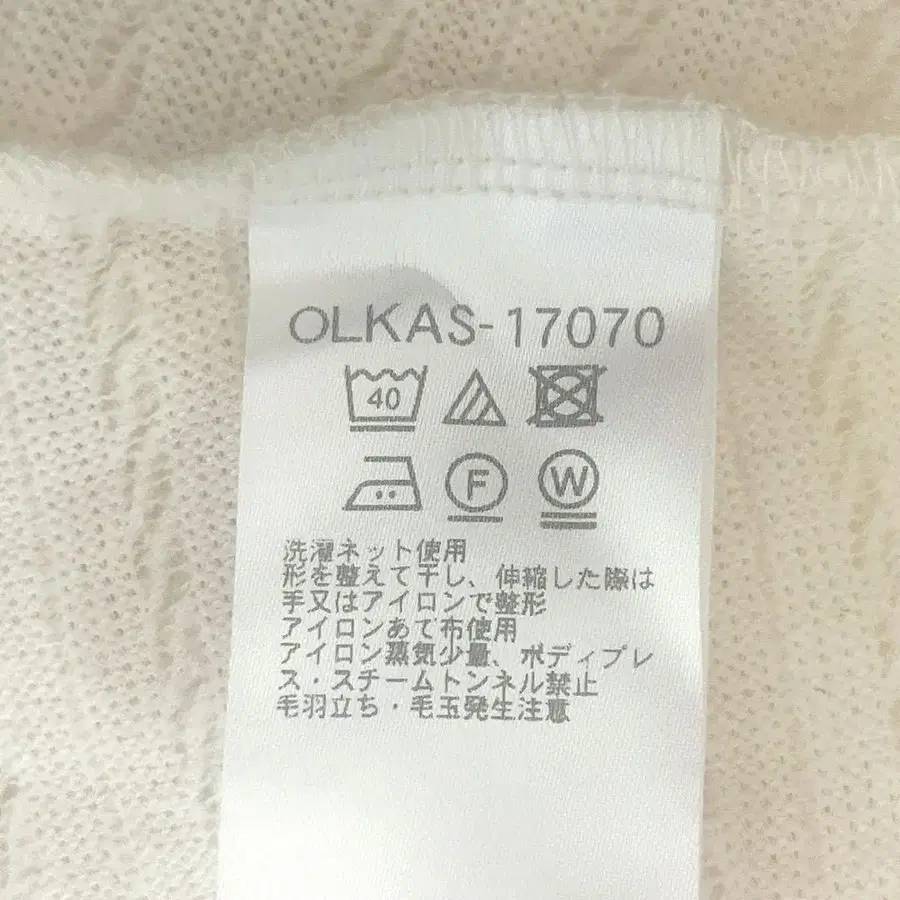 OLKAS-17070
40
F W
洗濯ネット使用
形を整えて干し、伸縮した際は
手又はアイロンで整形
アイロンあて布使用
アイロン蒸気少量、ボディプレ
ス・スチームトンネル禁止
毛羽立ち・毛玉発生注意